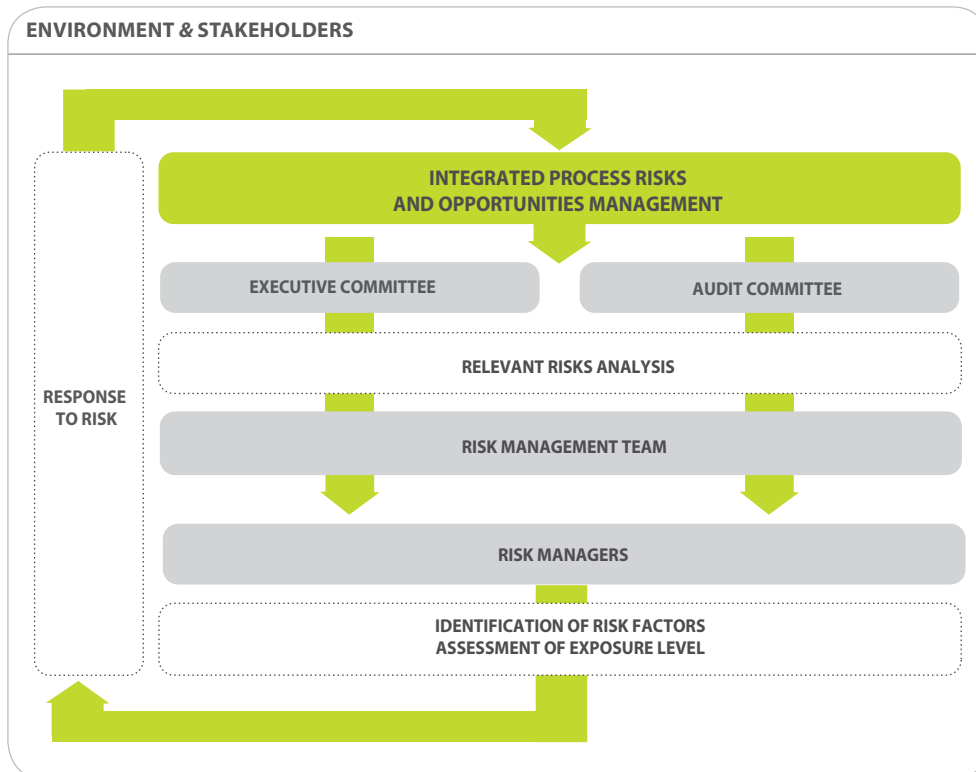 ENVIRONMENT & STAKEHOLDERS
INTEGRATED PROCESS RISKS
AND OPPORTUNITIES MANAGEMENT
EXECUTIVE COMMITTEE
AUDIT COMMITTEE
RELEVANT RISKS ANALYSIS
RESPONSE
TO RISK
RISK MANAGEMENT TEAM
RISK MANAGERS
IDENTIFICATION OF RISK FACTORS
ASSESSMENT OF EXPOSURE LEVEL